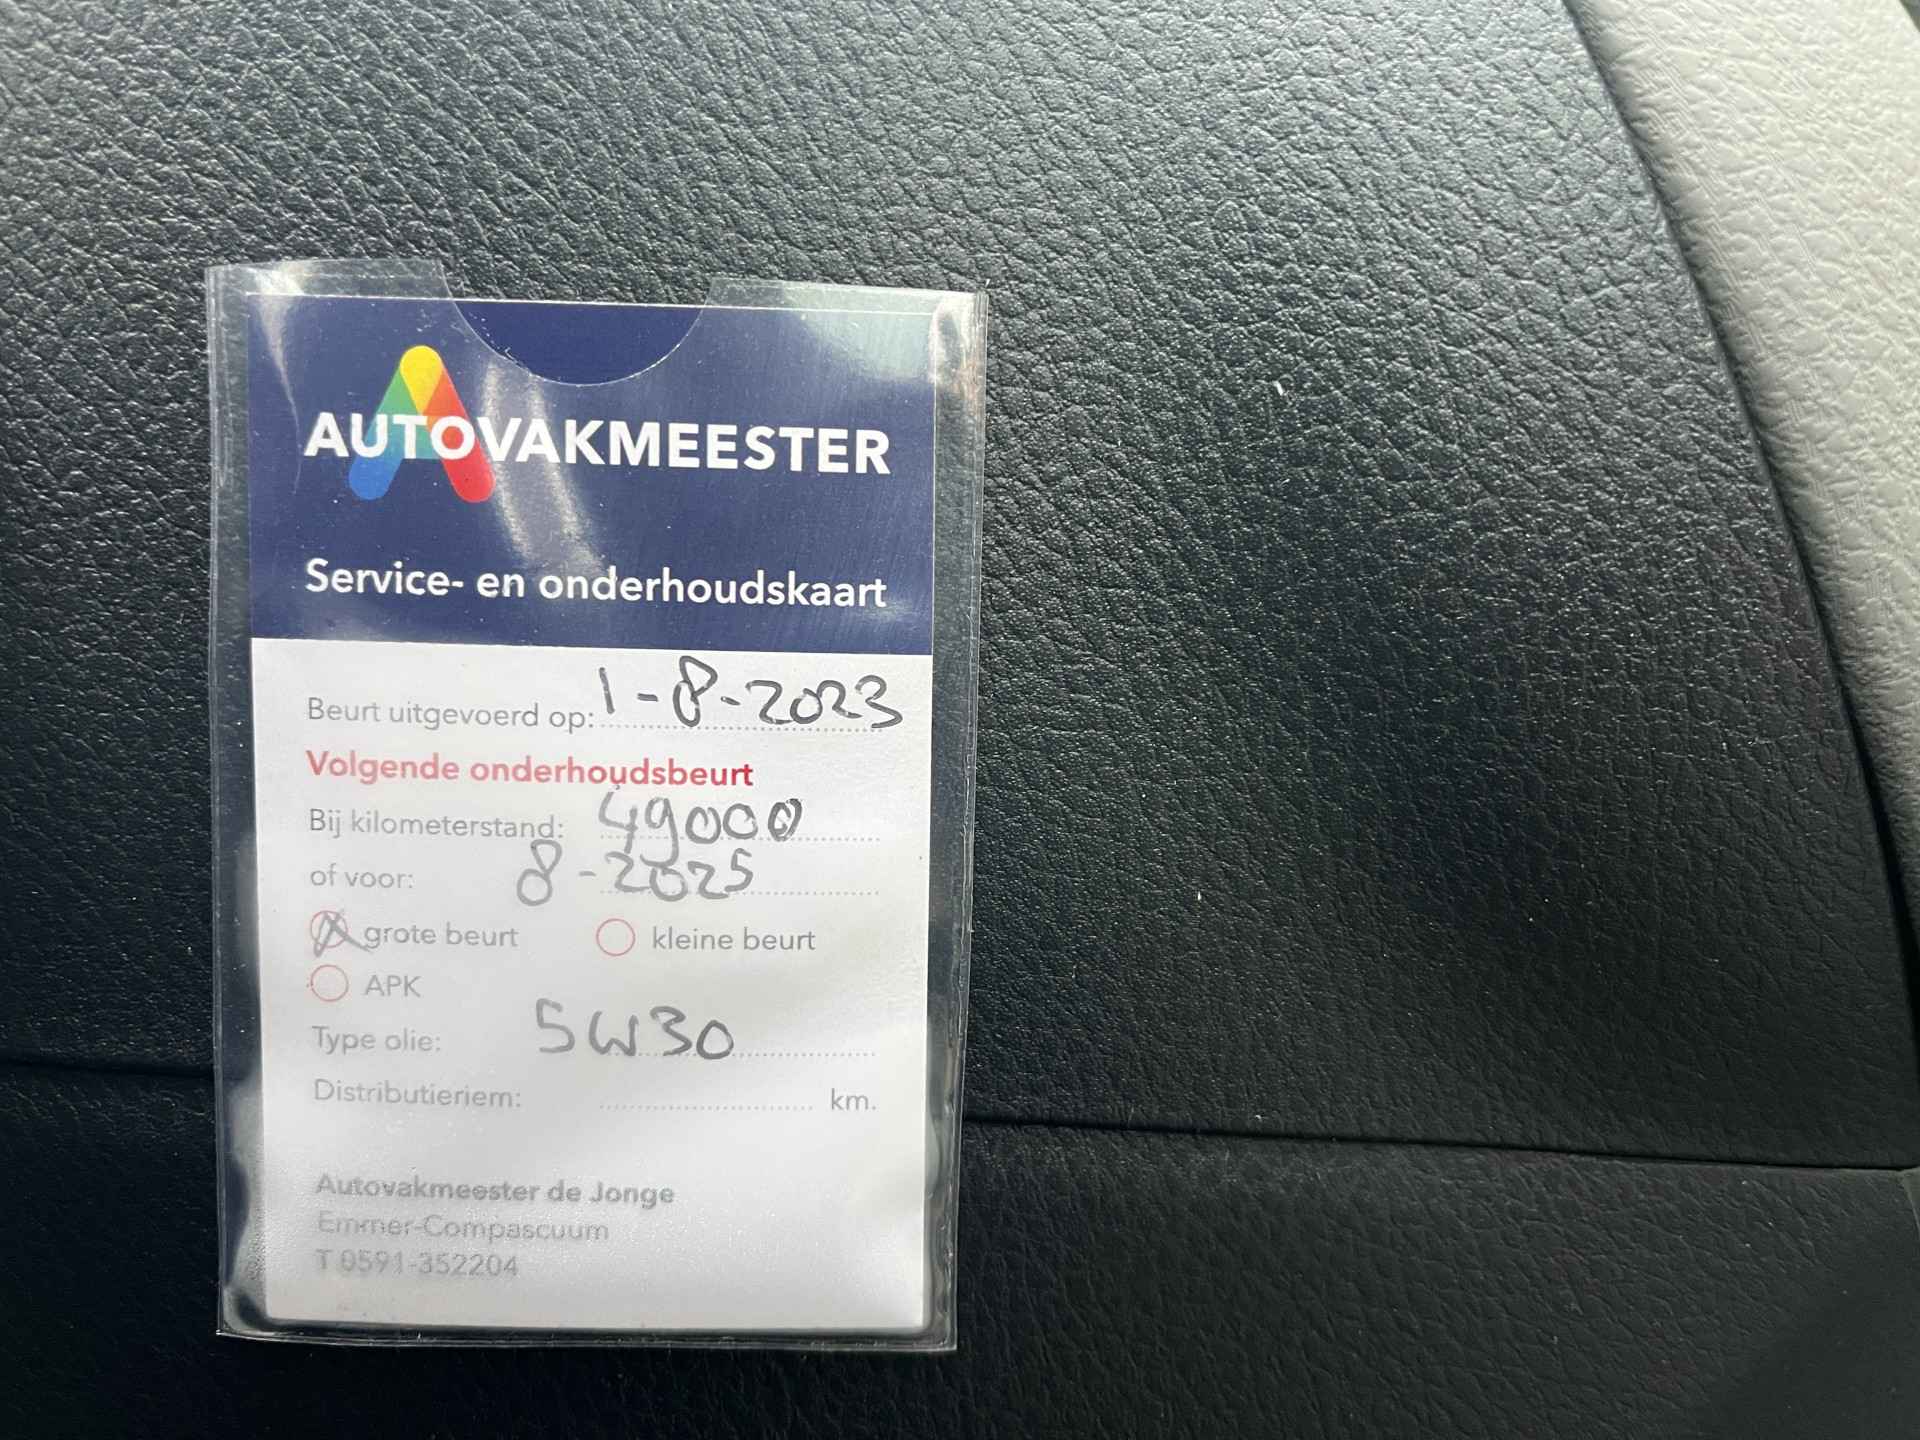 AUTOVAKMEESTER
Service- en onderhoudskaart
Beurt uitgevoerd op: 1-8-2023
Volgende onderhoudsbeurt
Bij kilometerstand: 49000
of voor: 8-2025
grote beurt kleine beurt
APK
Type olie: 5W30
Distributieriem: km.
Autovakmeester de Jonge
Emmer-Compascuum
T 0591-352204